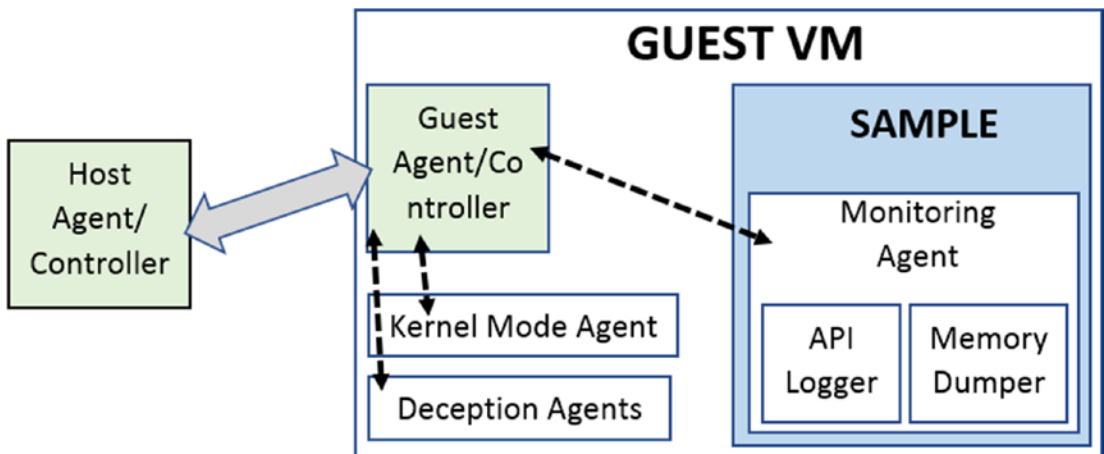 GUEST VM
Host
Agent/
Controller
Guest
Agent/Co
ntroller
Kernel Mode Agent
Deception Agents
SAMPLE
Monitoring
Agent
API
Logger
Memory
Dumper